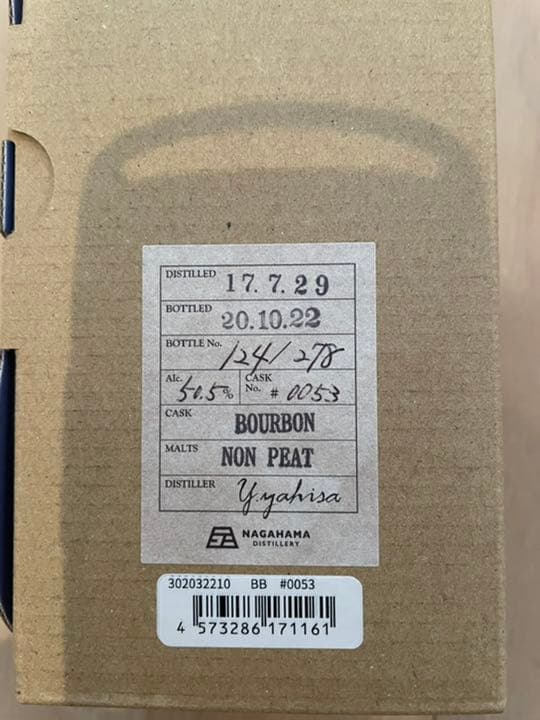 DISTILLED 17. 7. 29
BOTTLED 20.10.22
BOTTLE No. 124/278
Alc. 50.5% CASK No. # 0053
CASK BOURBON
MALTS NON PEAT
DISTILLER Y.yahisa
NAGAHAMA
DISTILLERY
302032210 BB #0053
4 573286 171161